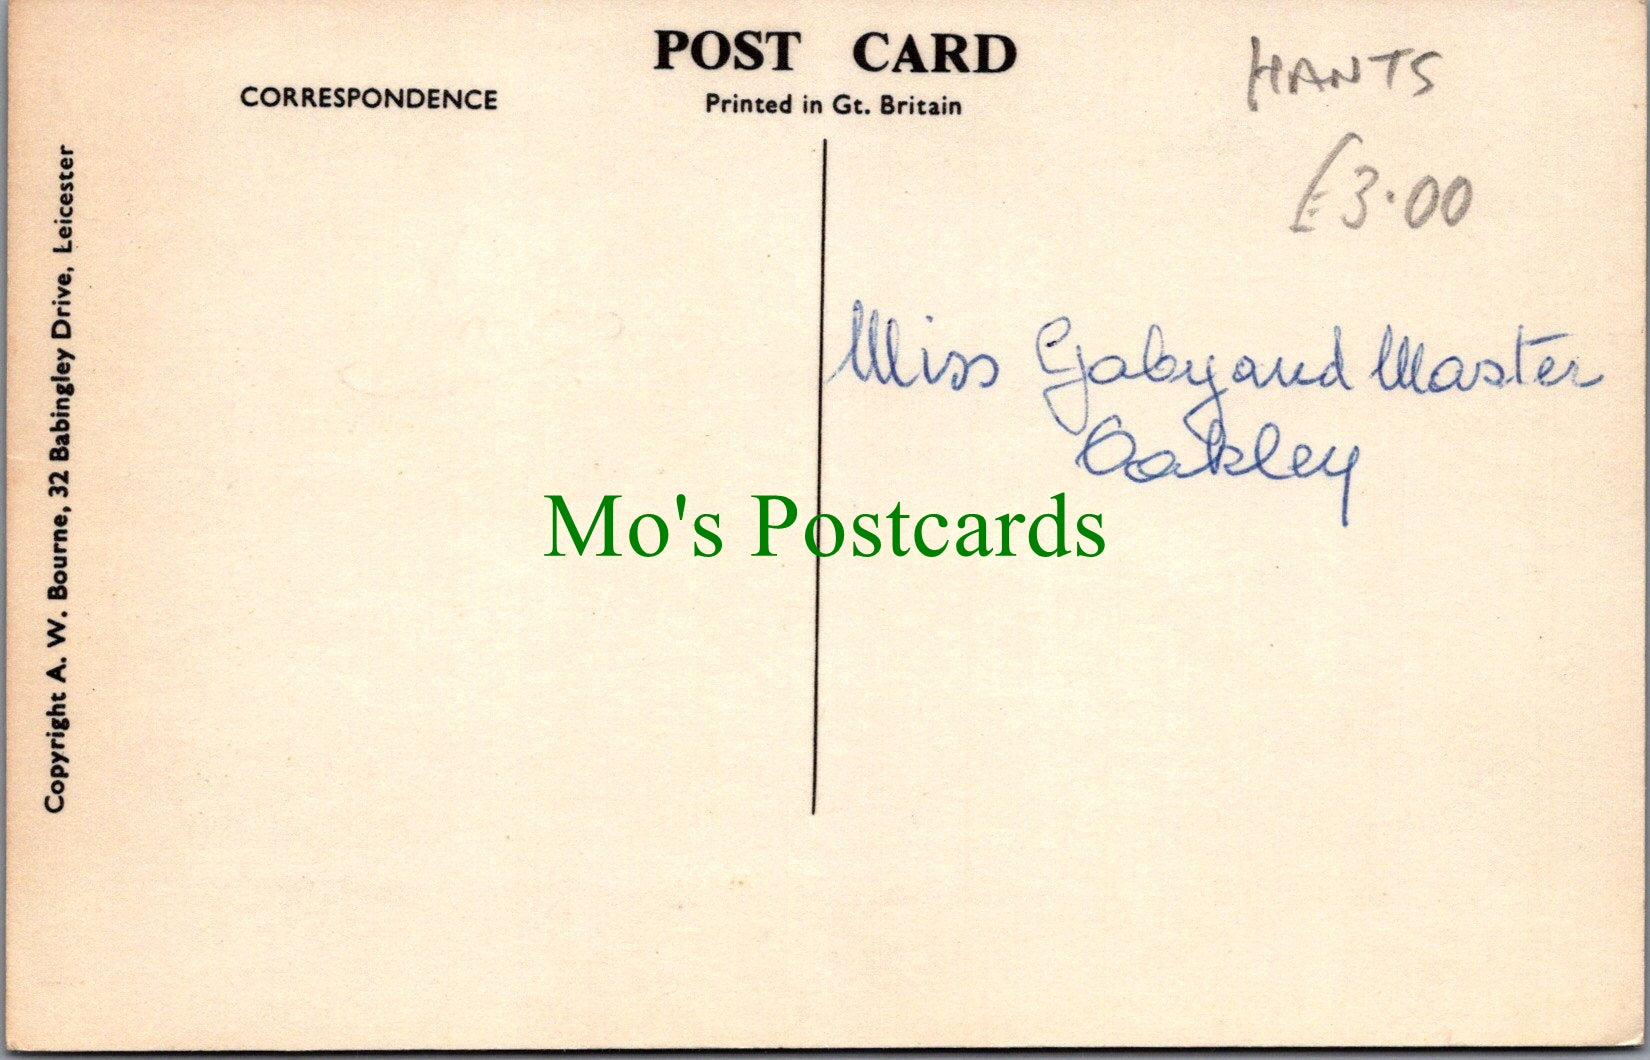 POST CARD
Printed in Gt. Britain
CORRESPONDENCE
HANTS
£3.00
Copyright A. W. Bourne, 32 Babingley Drive, Leicester
Miss Gaby and Master
Oakley
Mo's Postcards